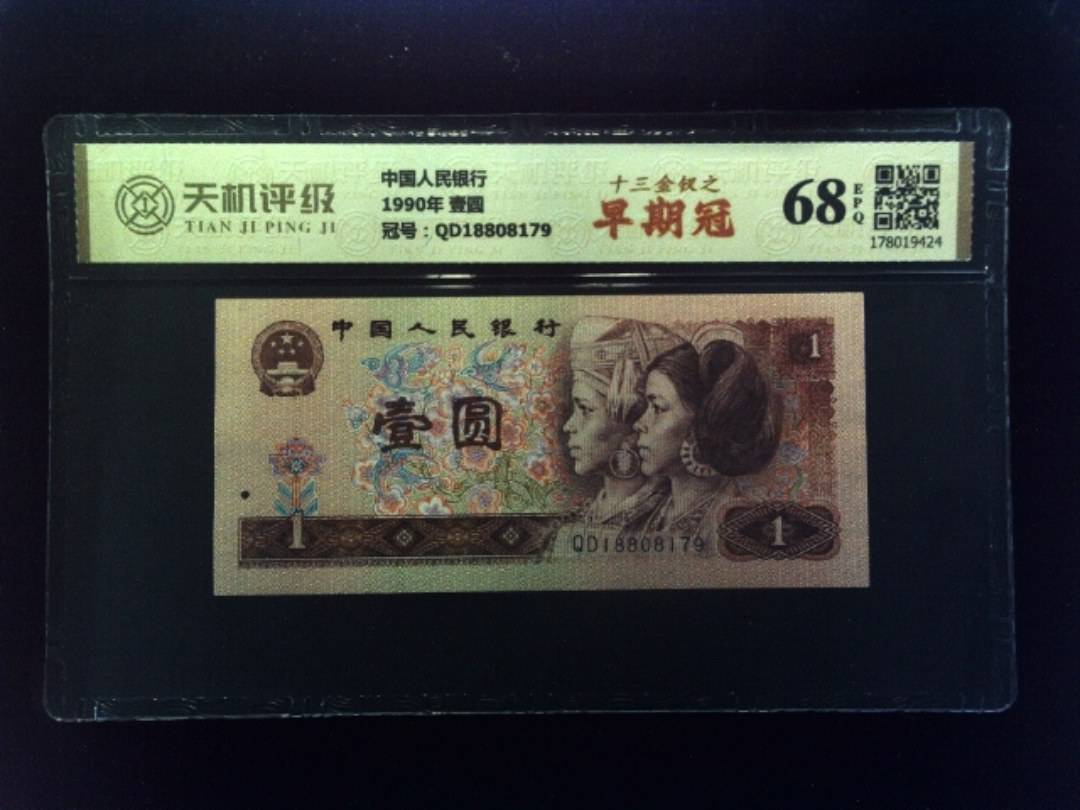 天机评级
TIAN JI PING JI
中国人民银行
1990年 壹圆
冠号：QD18808179
十三金钗之
早期冠
68
EPQ
178019424
中国人民银行
1
壹圆
1
QD18808179
1